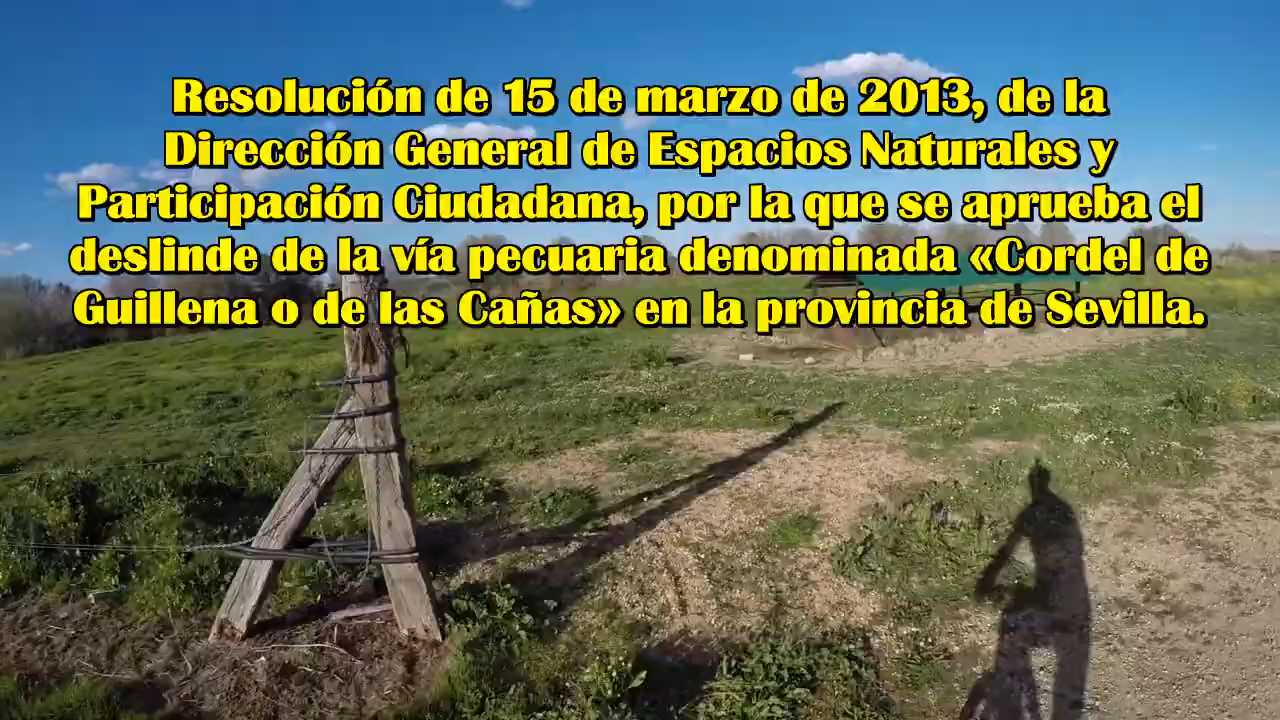 Resolución de 15 de marzo de 2013, de la
Dirección General de Espacios Naturales y
Participación Ciudadana, por la que se aprueba el
deslinde de la vía pecuaria denominada «Cordel de
Guillena o de las Cañas» en la provincia de Sevilla.